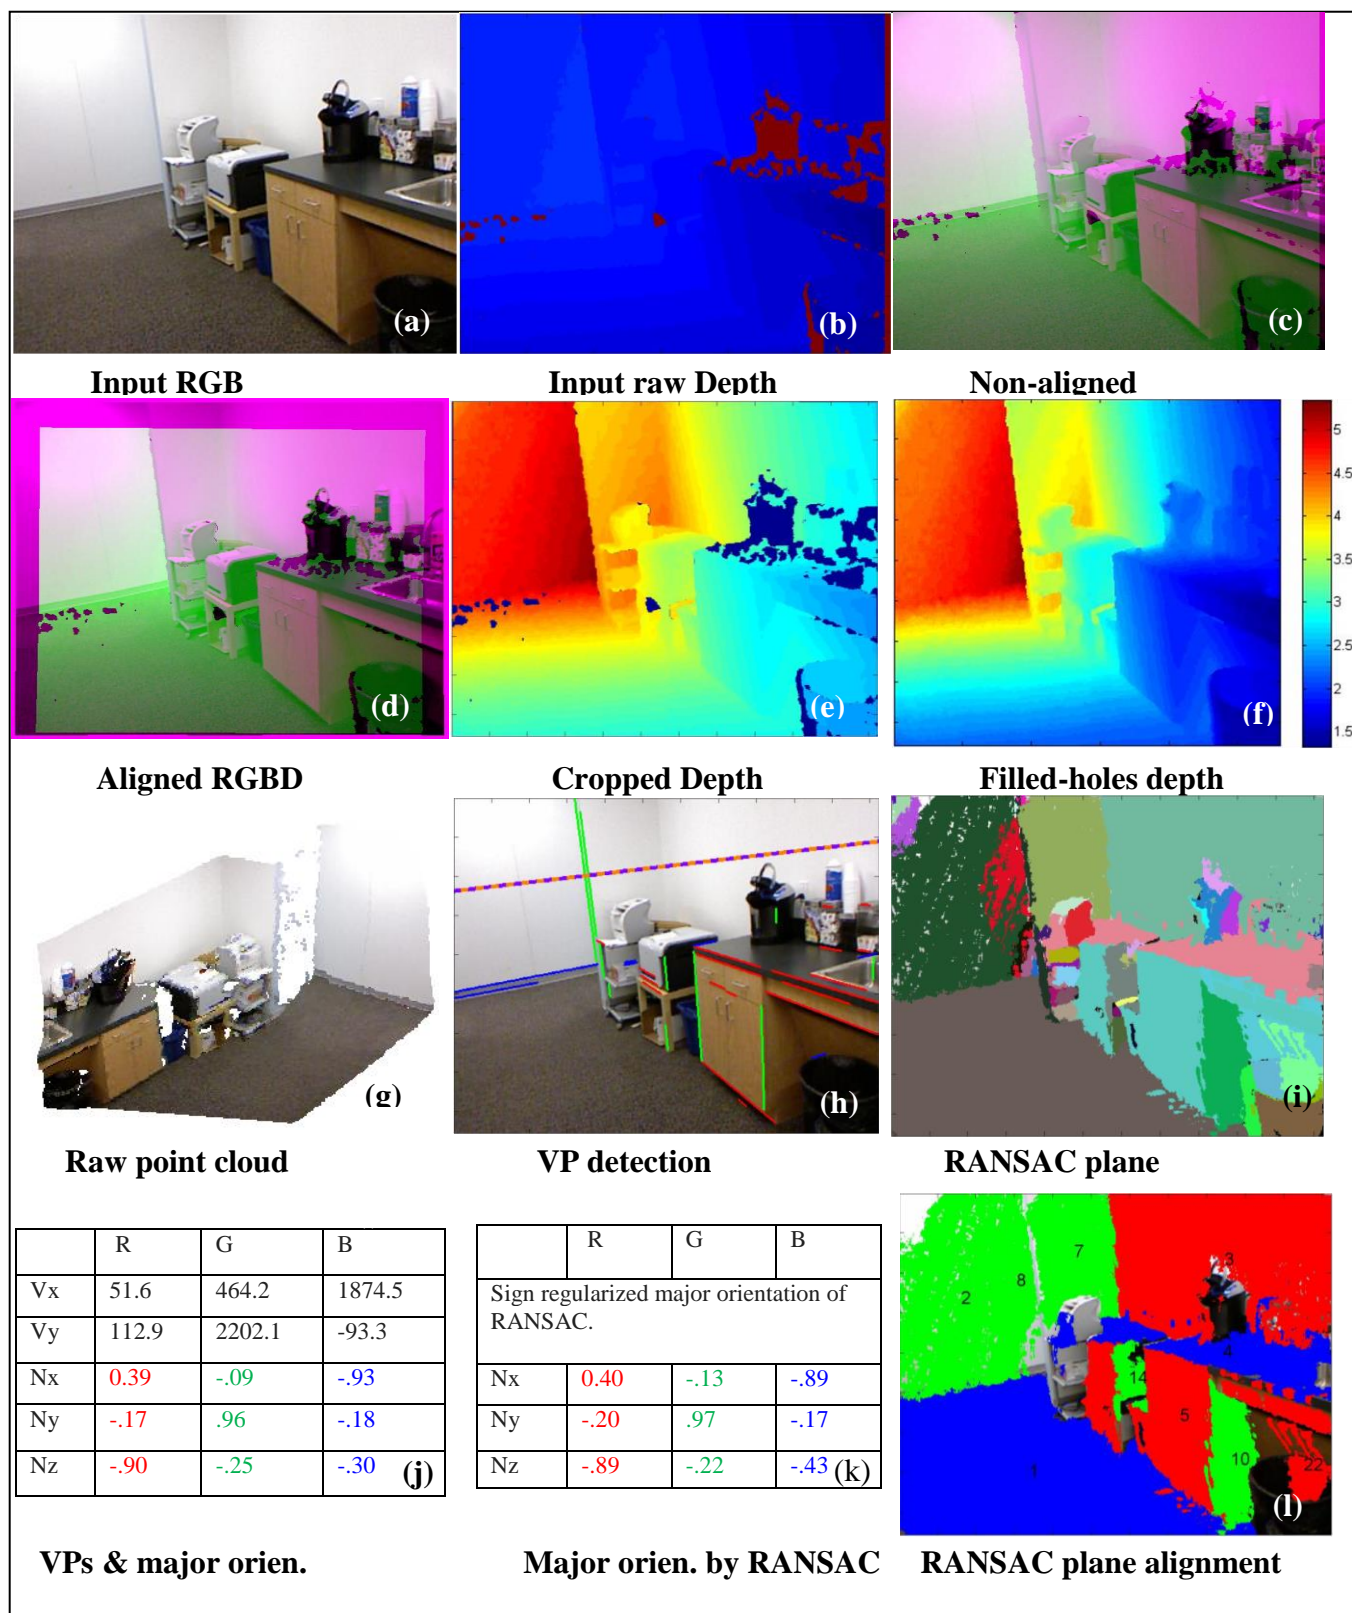 (a)
(b)
(c)
Input RGB
Input raw Depth
Non-aligned
(d)
(e)
(f)
5
4.5
4
3.5
3
2.5
2
1.5
Aligned RGBD
Cropped Depth
Filled-holes depth
(g)
(h)
(i)
Raw point cloud
VP detection
RANSAC plane
R G B
Vx 51.6 464.2 1874.5
Vy 112.9 2202.1 -93.3
Nx 0.39 -.09 -.93
Ny -.17 .96 -.18
Nz -.90 -.25 -.30
(j)
R G B
Sign regularized major orientation of
RANSAC.
Nx 0.40 -.13 -.89
Ny -.20 .97 -.17
Nz -.89 -.22 -.43
(k)
3
7
8
2
4
14
5
10
22
1
(l)
VPs & major orien.
Major orien. by RANSAC
RANSAC plane alignment